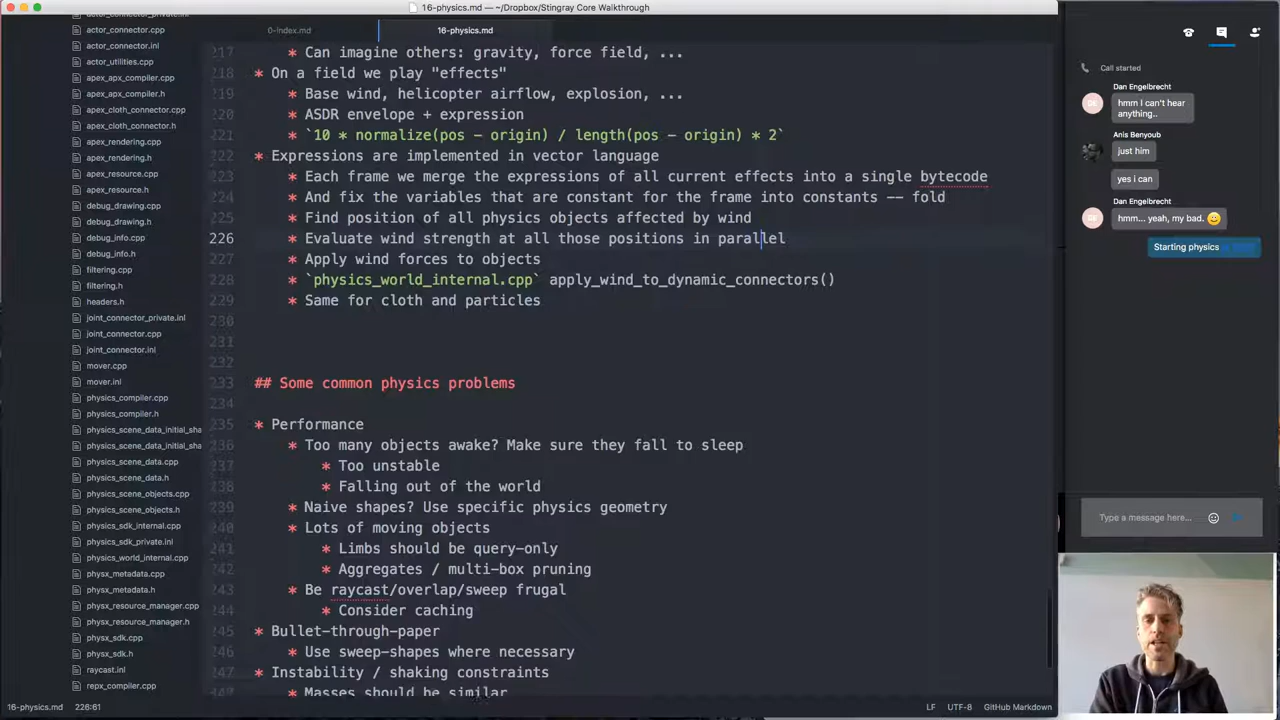 16-physics.md — ~/Dropbox/Stingray Core Walkthrough
0-index.md
16-physics.md
actor_connector_private.inl
actor_connector.cpp
actor_connector.inl
actor_utilities.cpp
apex_apx_compiler.cpp
apex_apx_compiler.h
apex_cloth_connector.cpp
apex_cloth_connector.h
apex_rendering.cpp
apex_rendering.h
apex_resource.cpp
apex_resource.h
debug_drawing.cpp
debug_drawing.h
debug_info.cpp
debug_info.h
filtering.cpp
filtering.h
headers.h
joint_connector_private.inl
joint_connector.cpp
joint_connector.inl
mover.cpp
mover.inl
physics_compiler.cpp
physics_compiler.h
physics_scene_data_initial_sha
physics_scene_data_initial_sha
physics_scene_data.cpp
physics_scene_data.h
physics_scene_objects.cpp
physics_scene_objects.h
physics_sdk_internal.cpp
physics_sdk_private.inl
physics_world_internal.cpp
physx_metadata.cpp
physx_metadata.h
physx_resource_manager.cpp
physx_resource_manager.h
physx_sdk.cpp
physx_sdk.h
raycast.inl
repx_compiler.cpp
217 * Can imagine others: gravity, force field, ...
218 * On a field we play "effects"
219 * Base wind, helicopter airflow, explosion, ...
220 * ASDR envelope + expression
221 * `10 * normalize(pos - origin) / length(pos - origin) * 2`
222 * Expressions are implemented in vector language
223 * Each frame we merge the expressions of all current effects into a single bytecode
224 * And fix the variables that are constant for the frame into constants -- fold
225 * Find position of all physics objects affected by wind
226 * Evaluate wind strength at all those positions in parallel
227 * Apply wind forces to objects
228 * `physics_world_internal.cpp` apply_wind_to_dynamic_connectors()
229 * Same for cloth and particles
230
231
232
233 ## Some common physics problems
234
235 * Performance
236 * Too many objects awake? Make sure they fall to sleep
237 * Too unstable
238 * Falling out of the world
239 * Naive shapes? Use specific physics geometry
240 * Lots of moving objects
241 * Limbs should be query-only
242 * Aggregates / multi-box pruning
243 * Be raycast/overlap/sweep frugal
244 * Consider caching
245 * Bullet-through-paper
246 * Use sweep-shapes where necessary
247 * Instability / shaking constraints
248 * Masses should be similar
16-physics.md 226:61
LF UTF-8 GitHub Markdown
Call started
Dan Engelbrecht
DE
hmm I can't hear
anything..
Anis Benyoub
just him
yes i can
Dan Engelbrecht
DE
hmm... yeah, my bad.
Starting physics
Type a message here...